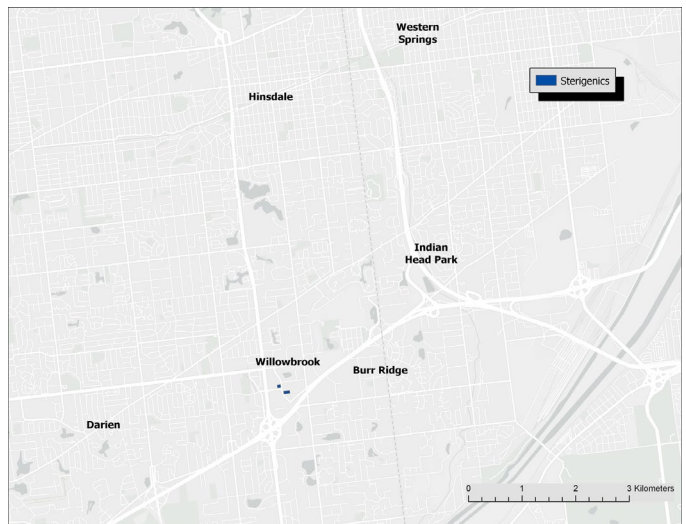 Western
Springs
Sterigenics
Hinsdale
Indian
Head Park
Willowbrook
Burr Ridge
Darien
0 1 2 3 Kilometers